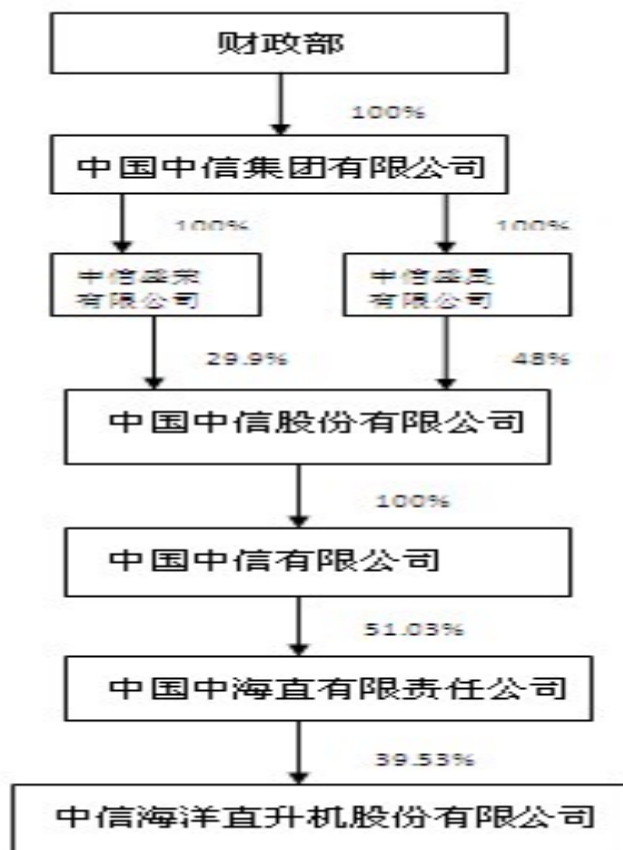 财政部
100%
中国中信集团有限公司
100% 100%
中信盛荣 中信盛星
有限公司 有限公司
29.9% 48%
中国中信股份有限公司
100%
中国中信有限公司
51.03%
中国中海直有限责任公司
39.53%
中信海洋直升机股份有限公司